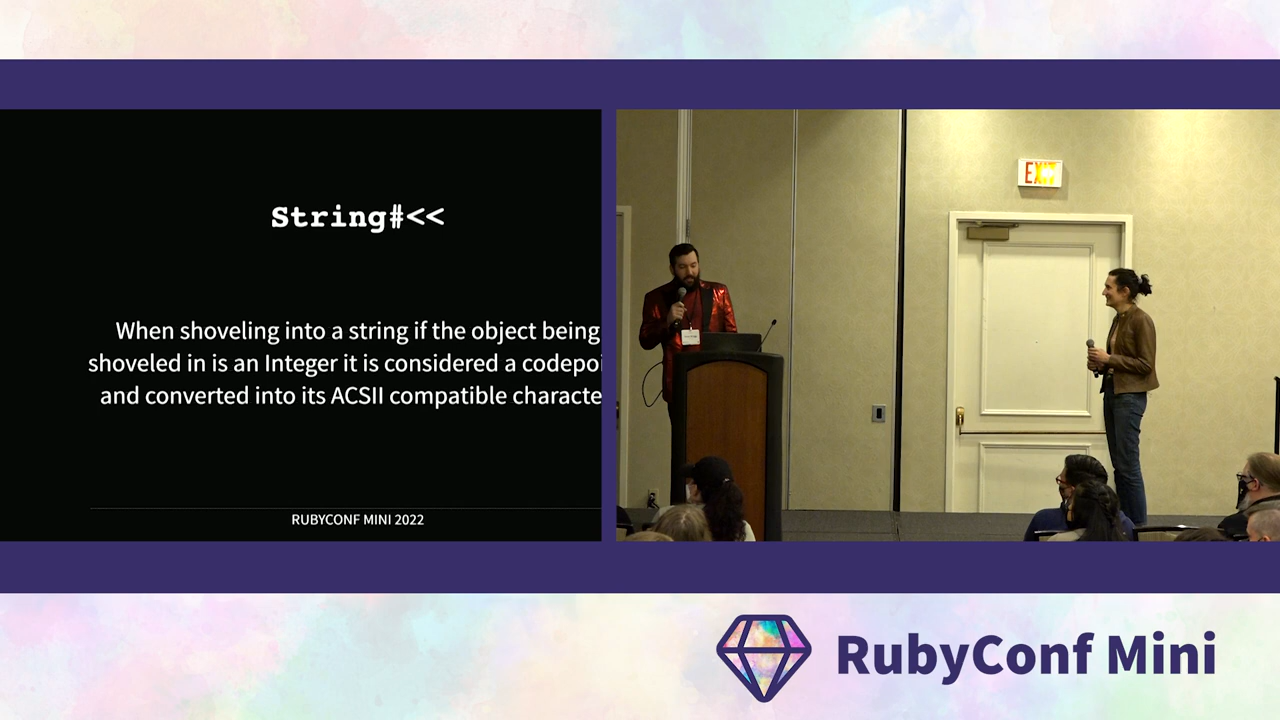 String#<<
When shoveling into a string if the object being
shoveled in is an Integer it is considered a codepoi
and converted into its ACSII compatible characte
RUBYCONF MINI 2022
EXIT
RubyConf Mini